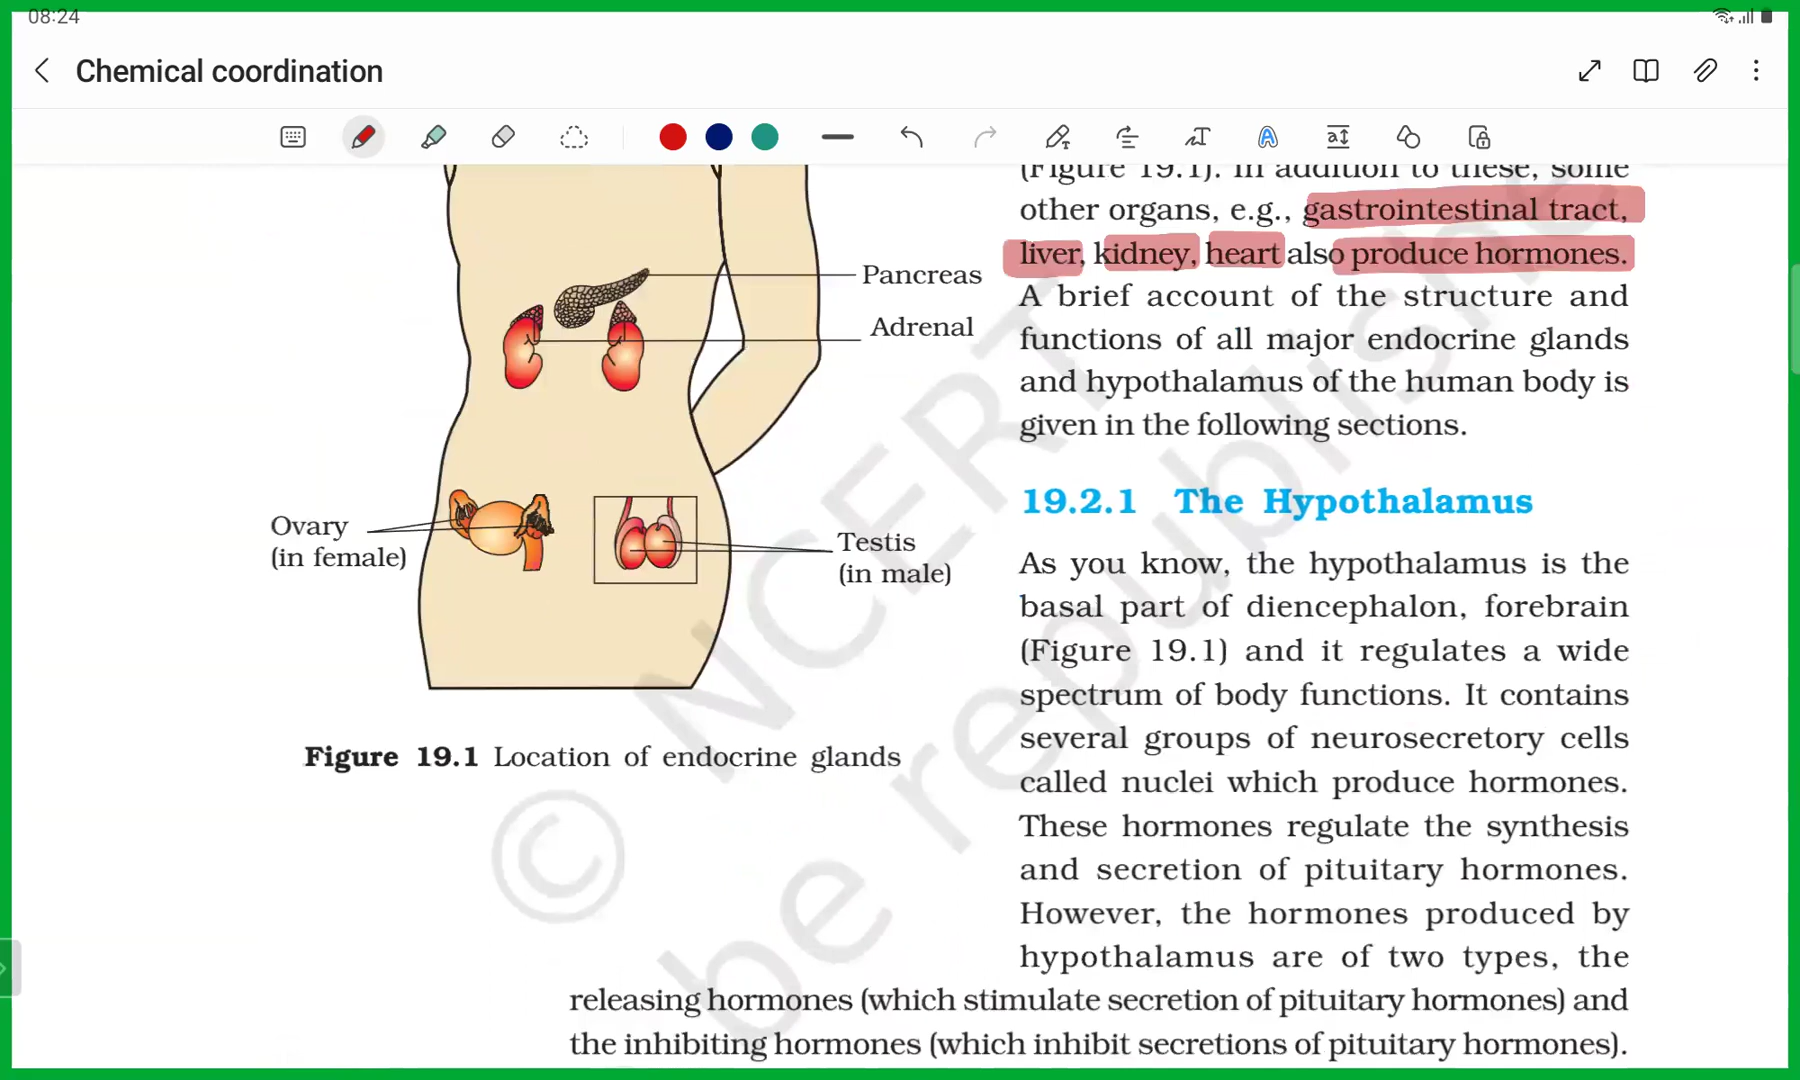 08:24
Chemical coordination
(Figure 19.1). In addition to these, some
other organs, e.g., gastrointestinal tract,
liver, kidney, heart also produce hormones.
A brief account of the structure and
functions of all major endocrine glands
and hypothalamus of the human body is
given in the following sections.
Pancreas
Adrenal
Ovary
(in female)
Testis
(in male)
Figure 19.1 Location of endocrine glands
19.2.1 The Hypothalamus
As you know, the hypothalamus is the
basal part of diencephalon, forebrain
(Figure 19.1) and it regulates a wide
spectrum of body functions. It contains
several groups of neurosecretory cells
called nuclei which produce hormones.
These hormones regulate the synthesis
and secretion of pituitary hormones.
However, the hormones produced by
hypothalamus are of two types, the
releasing hormones (which stimulate secretion of pituitary hormones) and
the inhibiting hormones (which inhibit secretions of pituitary hormones).
© NCERT
be republishe